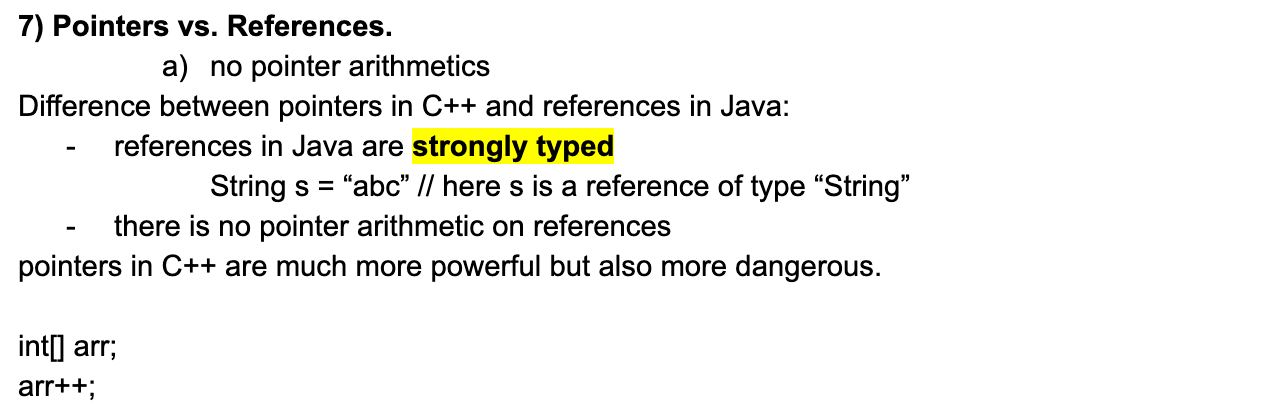 7) Pointers vs. References.
a) no pointer arithmetics
Difference between pointers in C++ and references in Java:
- references in Java are strongly typed
String s = “abc” // here s is a reference of type “String”
- there is no pointer arithmetic on references
pointers in C++ are much more powerful but also more dangerous.
int[] arr;
arr++;